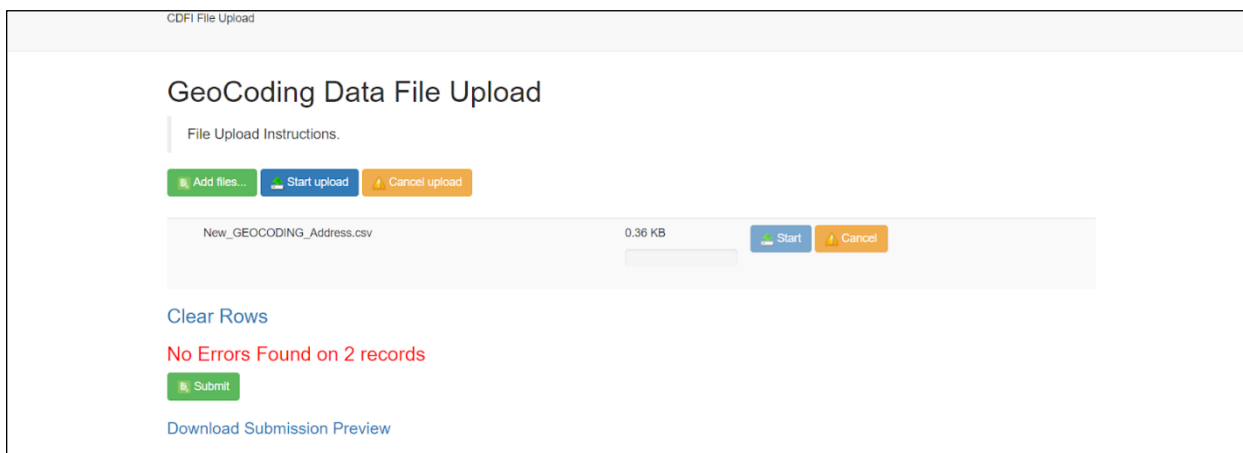 CDFI File Upload
GeoCoding Data File Upload
File Upload Instructions.
Add files... Start upload Cancel upload
New_GEOCODING_Address.csv 0.36 KB Start Cancel
Clear Rows
No Errors Found on 2 records
Submit
Download Submission Preview